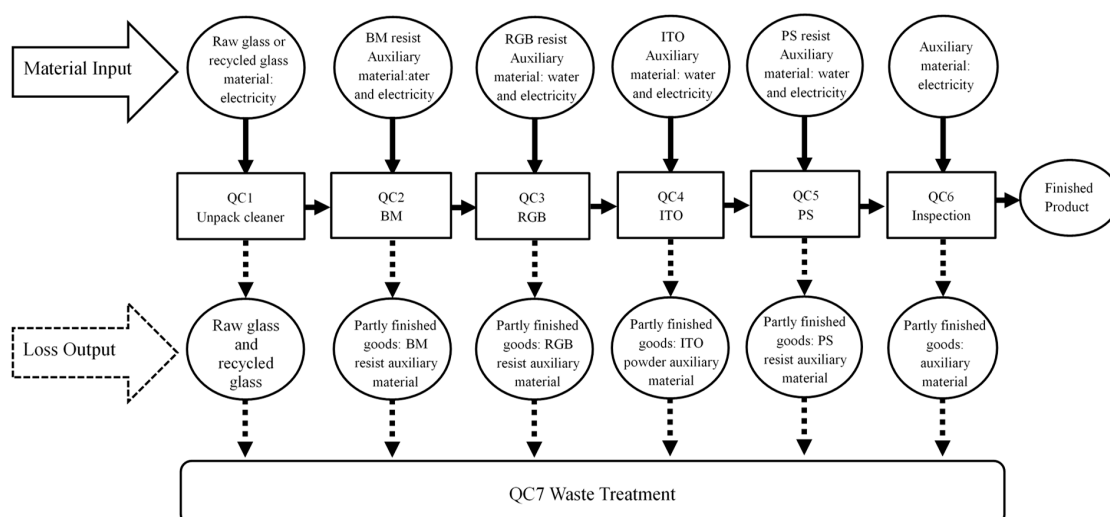 Material Input
Raw glass or
recycled glass
material:
electricity
BM resist
Auxiliary
material:ater
and electricity
RGB resist
Auxiliary
material: water
and electricity
ITO
Auxiliary
material: water
and electricity
PS resist
Auxiliary
material: water
and electricity
Auxiliary
material:
electricity
QC1
Unpack cleaner
QC2
BM
QC3
RGB
QC4
ITO
QC5
PS
QC6
Inspection
Finished
Product
Loss Output
Raw glass
and
recycled
glass
Partly finished
goods: BM
resist auxiliary
material
Partly finished
goods: RGB
resist auxiliary
material
Partly finished
goods: ITO
powder auxiliary
material
Partly finished
goods: PS
resist auxiliary
material
Partly finished
goods:
auxiliary
material
QC7 Waste Treatment